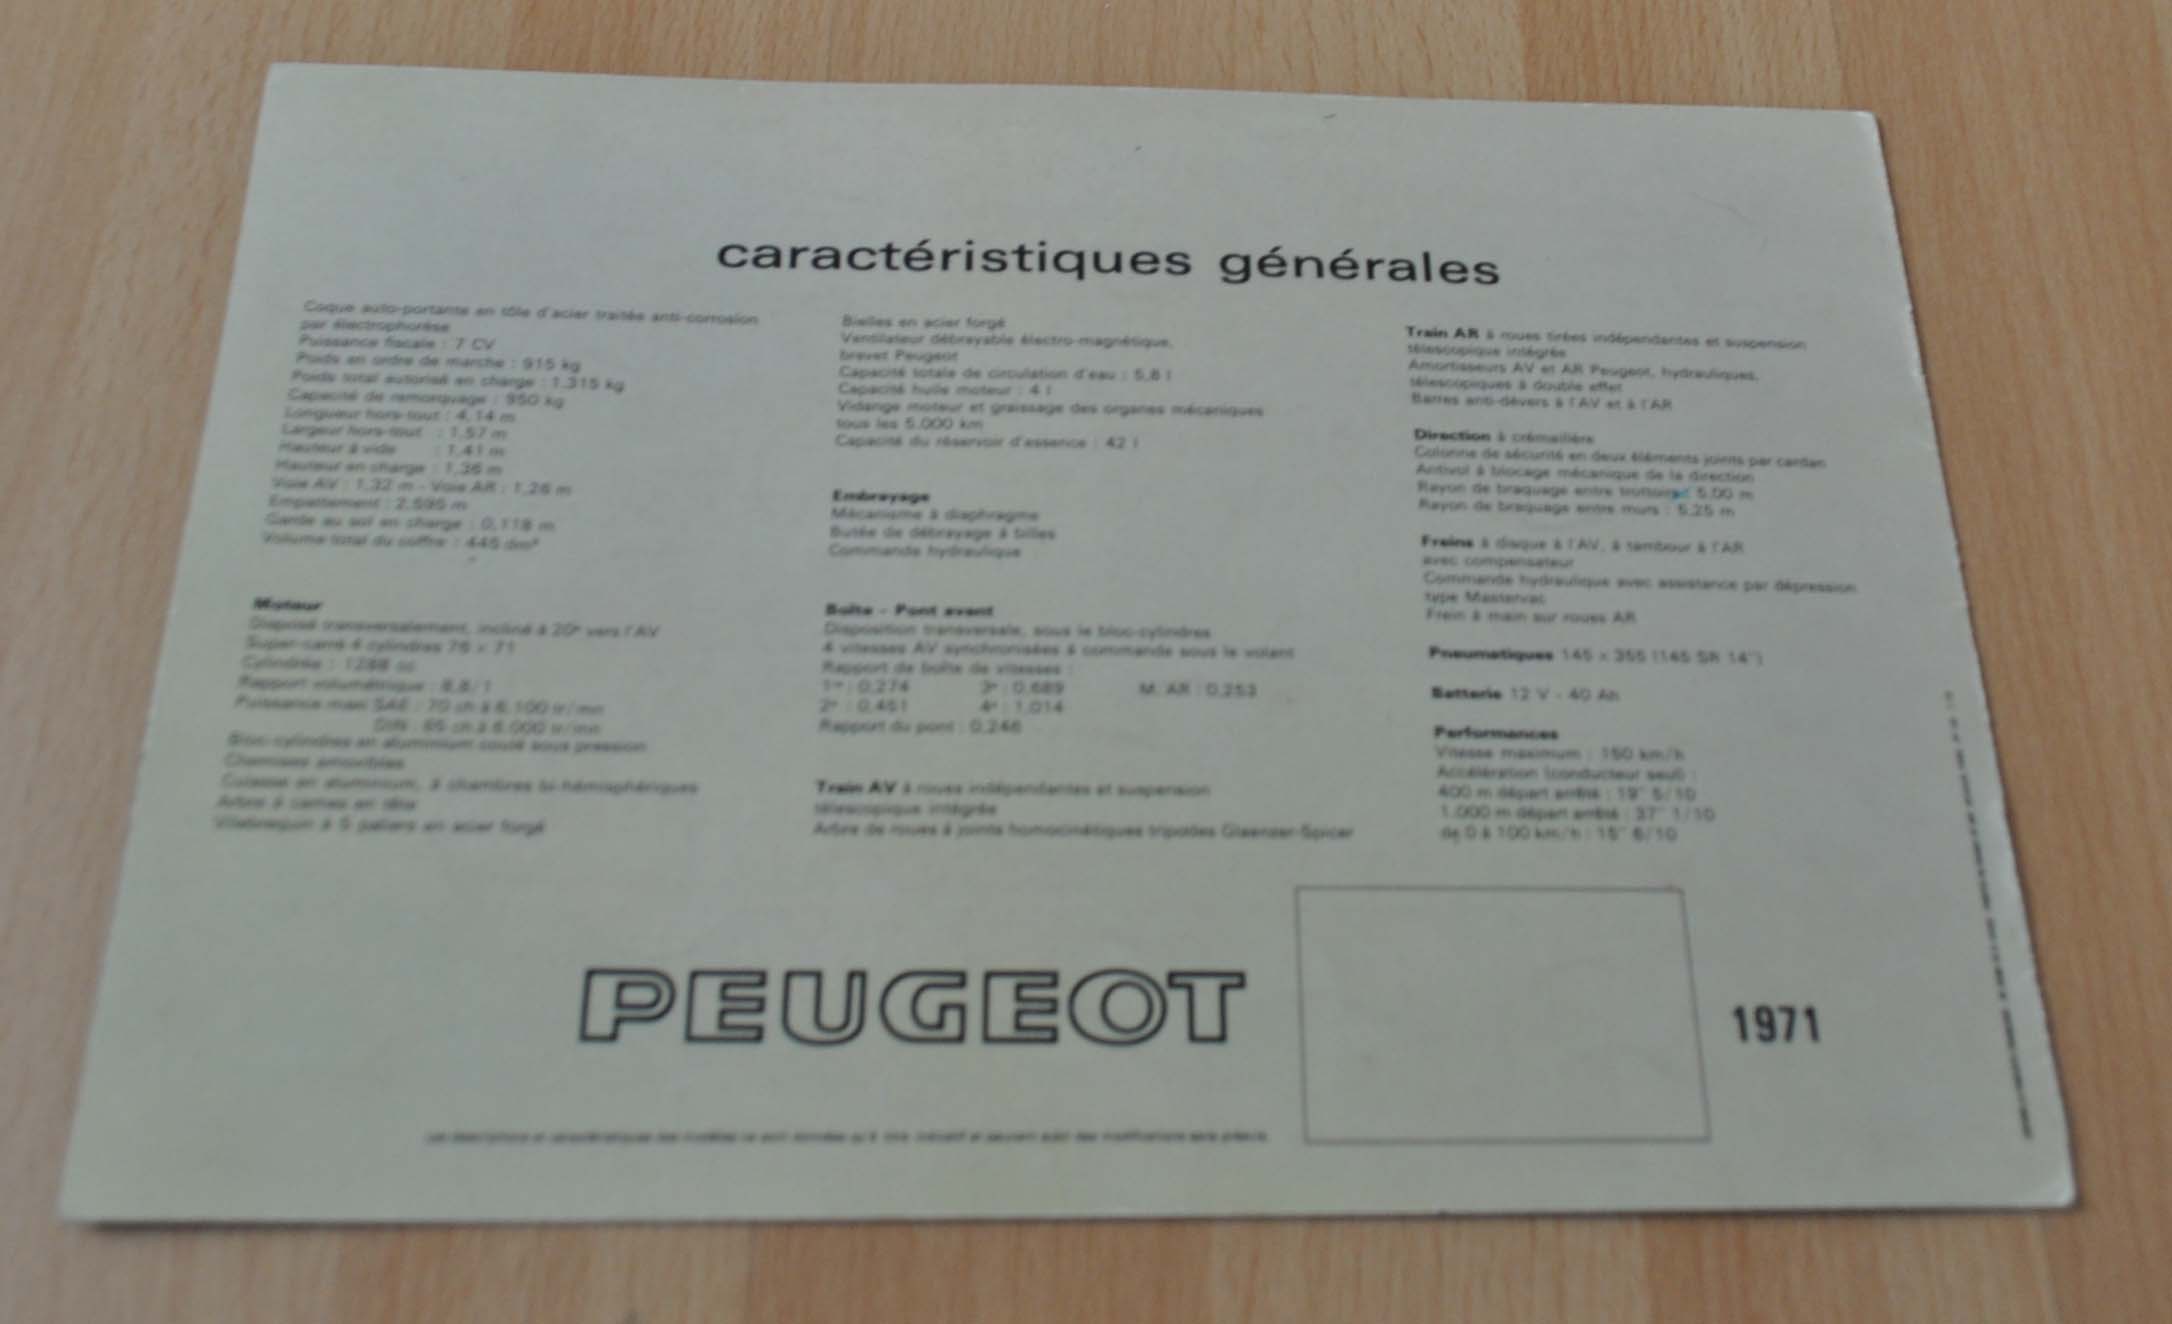 caractéristiques générales
Coque auto-portante en tôle d'acier traitée anti-corrosion
par électrophorèse
Puissance fiscale : 7 CV
Poids en ordre de marche : 915 kg
Poids total autorisé en charge : 1.315 kg
Capacité de remorquage : 950 kg
Longueur hors-tout : 4,14 m
Largeur hors-tout : 1,57 m
Hauteur à vide : 1,41 m
Hauteur en charge : 1,36 m
Voie AV : 1,32 m - Voie AR : 1,26 m
Empattement : 2,595 m
Garde au sol en charge : 0,118 m
Volume total du coffre : 445 dm³
Moteur
Disposé transversalement, incliné à 20° vers l'AV
Super-carré 4 cylindres 76 × 71
Cylindrée : 1288 cc
Rapport volumétrique : 8,8/1
Puissance maxi SAE : 70 ch à 6.100 tr/mn
DIN : 65 ch à 6.000 tr/mn
Bloc-cylindres en aluminium coulé sous pression
Chemises amovibles
Culasse en aluminium, à chambres bi-hémisphériques
Arbre à cames en tête
Vilebrequin à 5 paliers en acier forgé
Bielles en acier forgé
Ventilateur débrayable électro-magnétique,
brevet Peugeot
Capacité totale de circulation d'eau : 5,8 l
Capacité huile moteur : 4 l
Vidange moteur et graissage des organes mécaniques
tous les 5.000 km
Capacité du réservoir d'essence : 42 l
Embrayage
Mécanisme à diaphragme
Butée de débrayage à billes
Commande hydraulique
Boîte - Pont avant
Disposition transversale, sous le bloc-cylindres
4 vitesses AV synchronisées à commande sous le volant
Rapport de boîte de vitesses :
1re : 0,274 3e : 0,689 M. AR : 0,253
2e : 0,451 4e : 1,014
Rapport du pont : 0,246
Train AV à roues indépendantes et suspension
télescopique intégrée
Arbre de roues à joints homocinétiques tripodes Glaenzer-Spicer
Train AR à roues tirées indépendantes et suspension
télescopique intégrée
Amortisseurs AV et AR Peugeot, hydrauliques,
télescopiques à double effet
Barres anti-dévers à l'AV et à l'AR
Direction à crémaillère
Colonne de sécurité en deux éléments joints par cardan
Antivol à blocage mécanique de la direction
Rayon de braquage entre trottoirs : 5,00 m
Rayon de braquage entre murs : 5,25 m
Freins à disque à l'AV, à tambour à l'AR
avec compensateur
Commande hydraulique avec assistance par dépression
type Mastervac
Frein à main sur roues AR
Pneumatiques 145 × 355 (145 SR 14")
Batterie 12 V - 40 Ah
Performances
Vitesse maximum : 150 km/h
Accélération (conducteur seul) :
400 m départ arrêté : 19" 5/10
1.000 m départ arrêté : 37" 1/10
de 0 à 100 km/h : 15" 6/10
PEUGEOT
1971